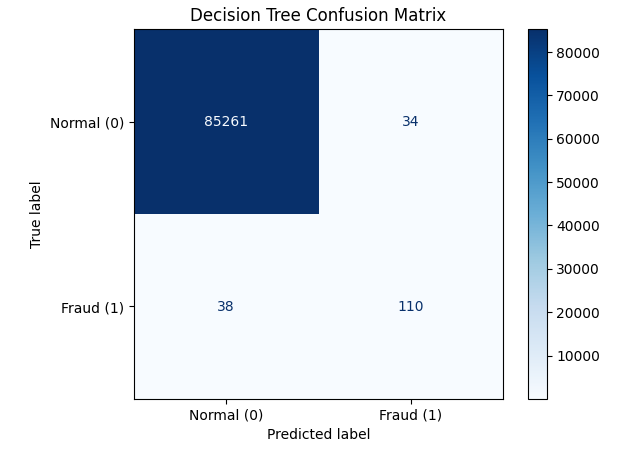 Decision Tree Confusion Matrix
True label
Normal (0)
Fraud (1)
85261
34
38
110
Normal (0)
Fraud (1)
Predicted label
80000
70000
60000
50000
40000
30000
20000
10000